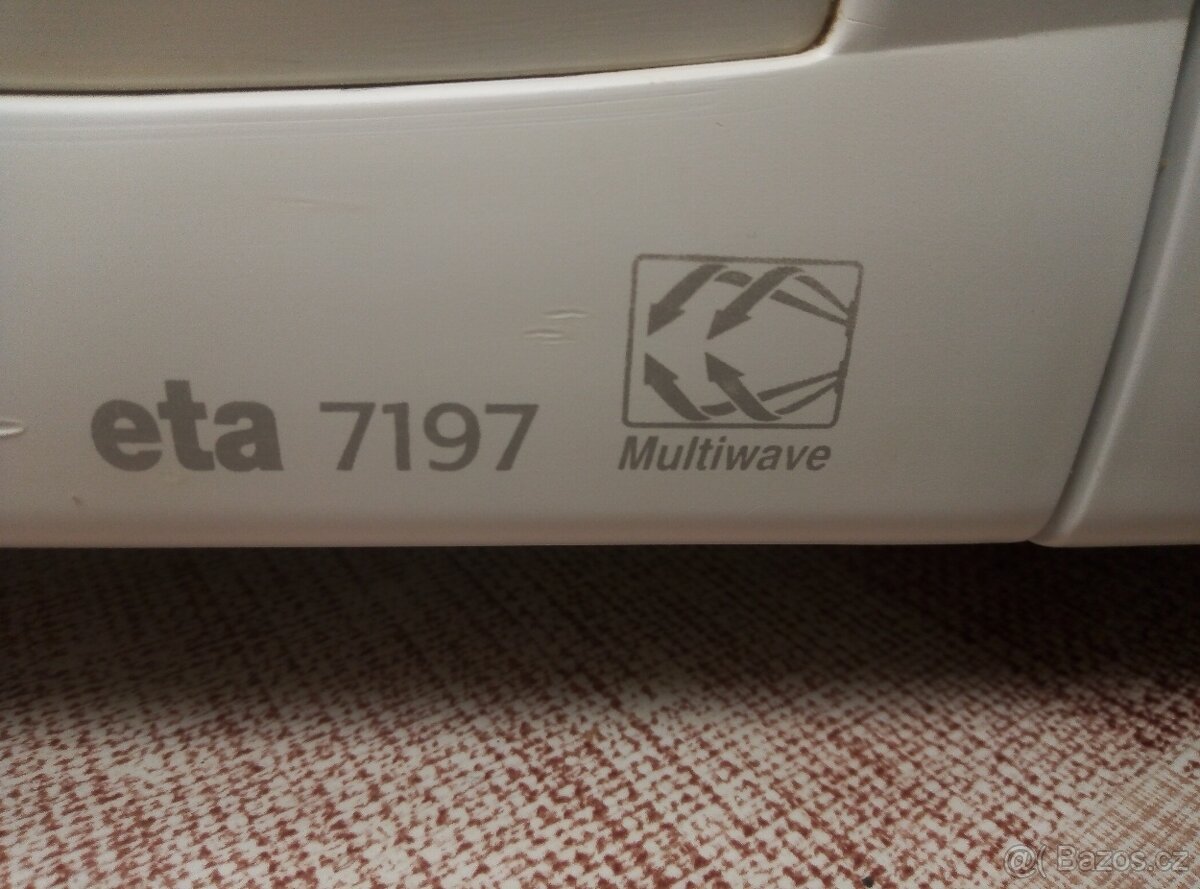 eta 7197
Multiwave
@( Bazos.cz